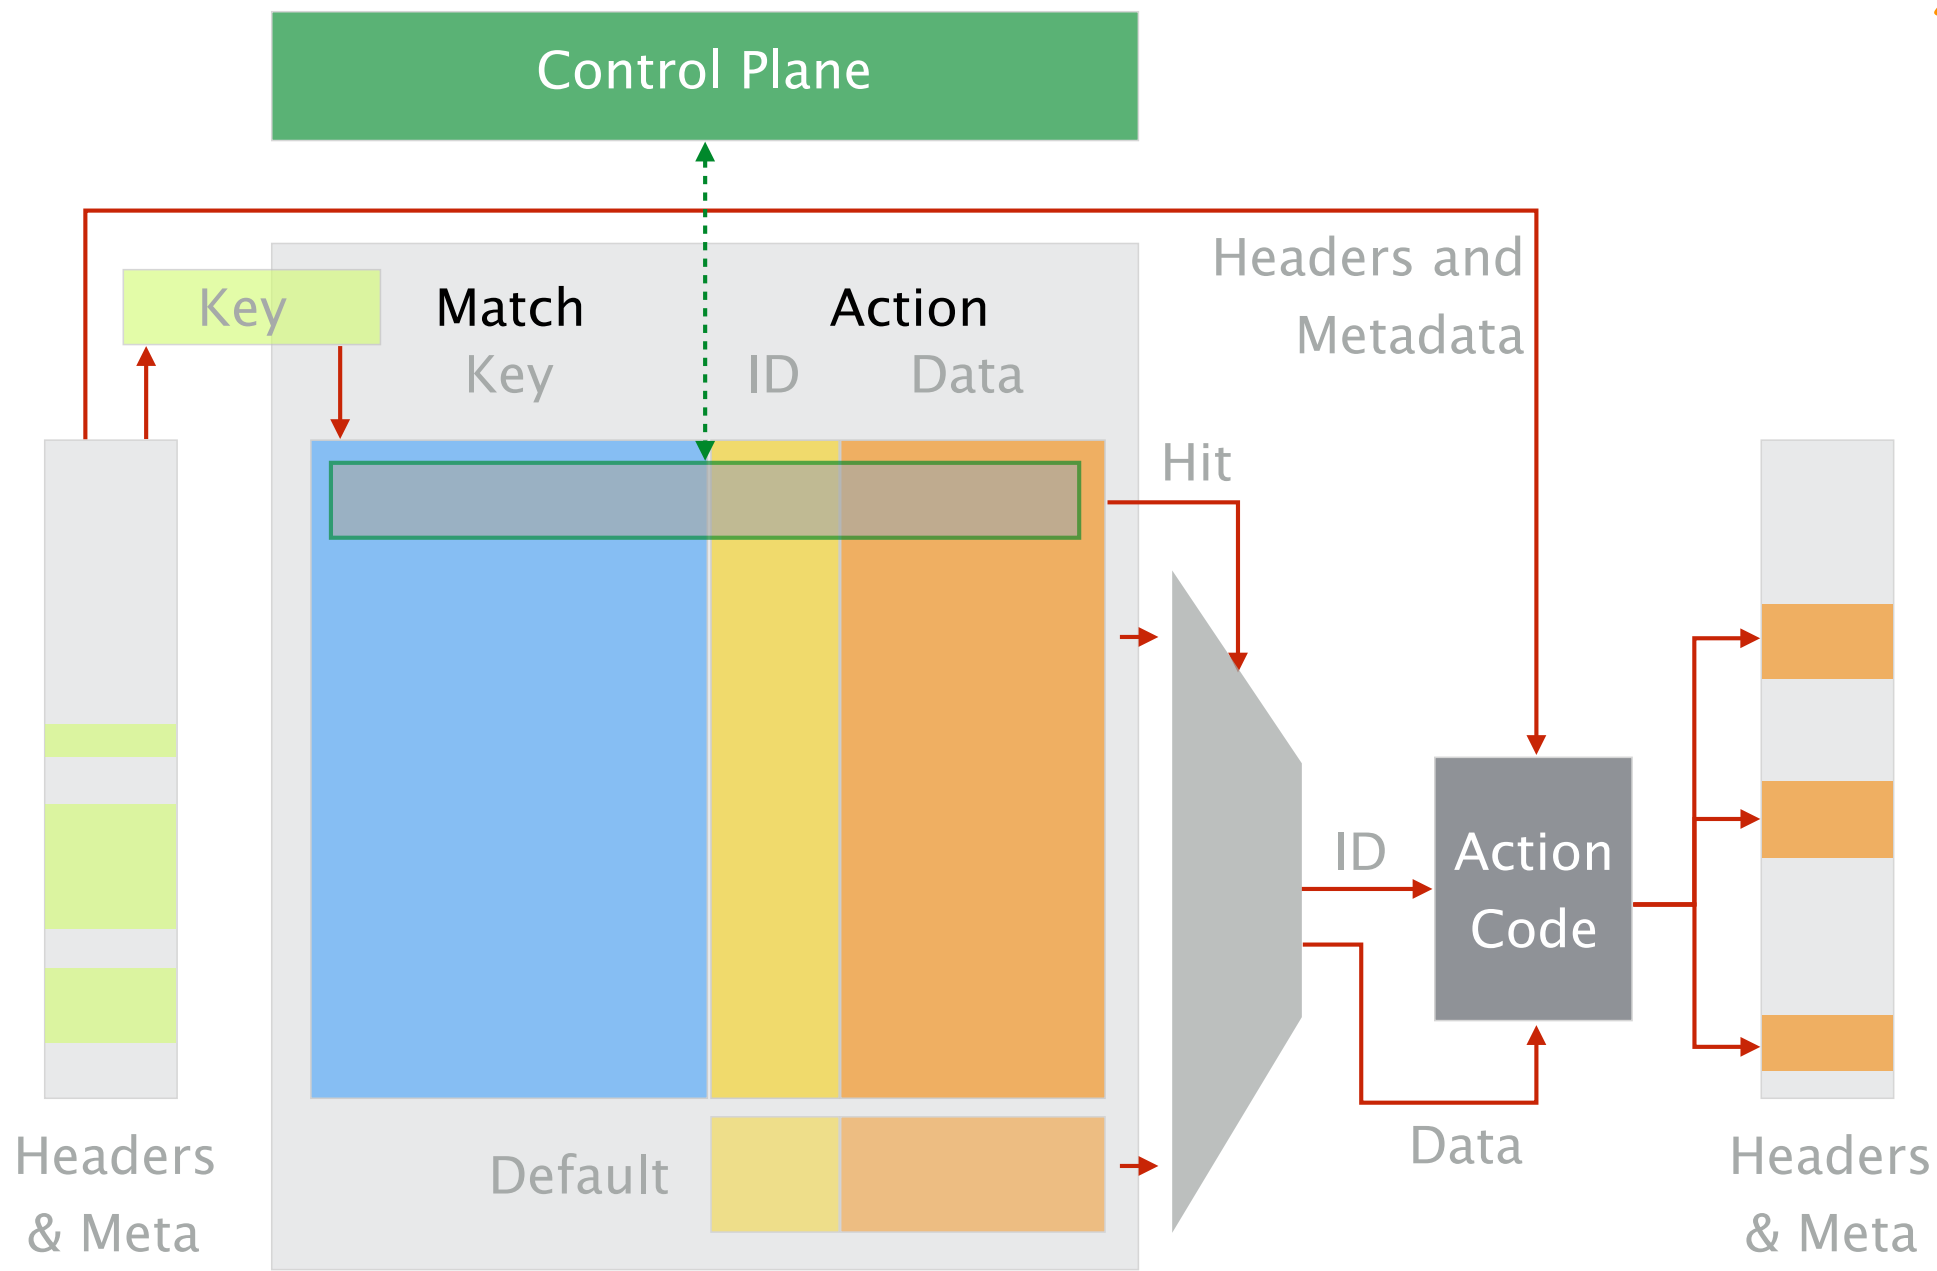 Control Plane
Headers and
Metadata
Key
Match
Action
Key
ID
Data
Hit
ID
Action
Code
Data
Default
Headers
& Meta
Headers
& Meta